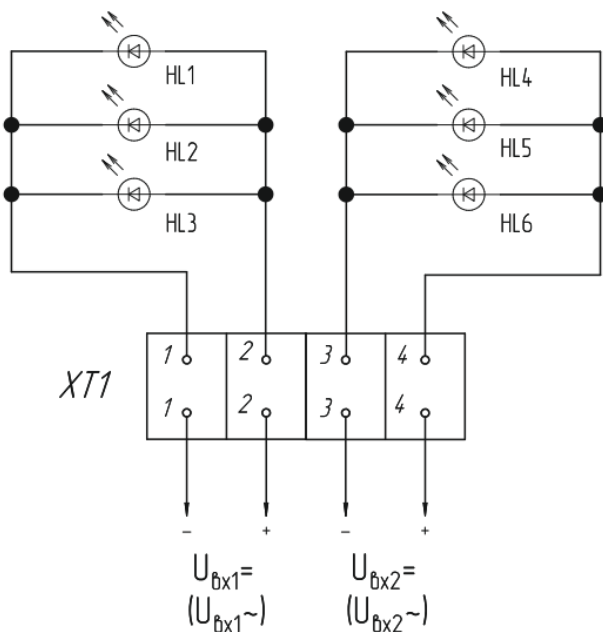 HL1 HL4
HL2 HL5
HL3 HL6
1 2 3 4
XT1
1 2 3 4
- + - +
Uвх1= Uвх2=
(Uвх1~) (Uвх2~)